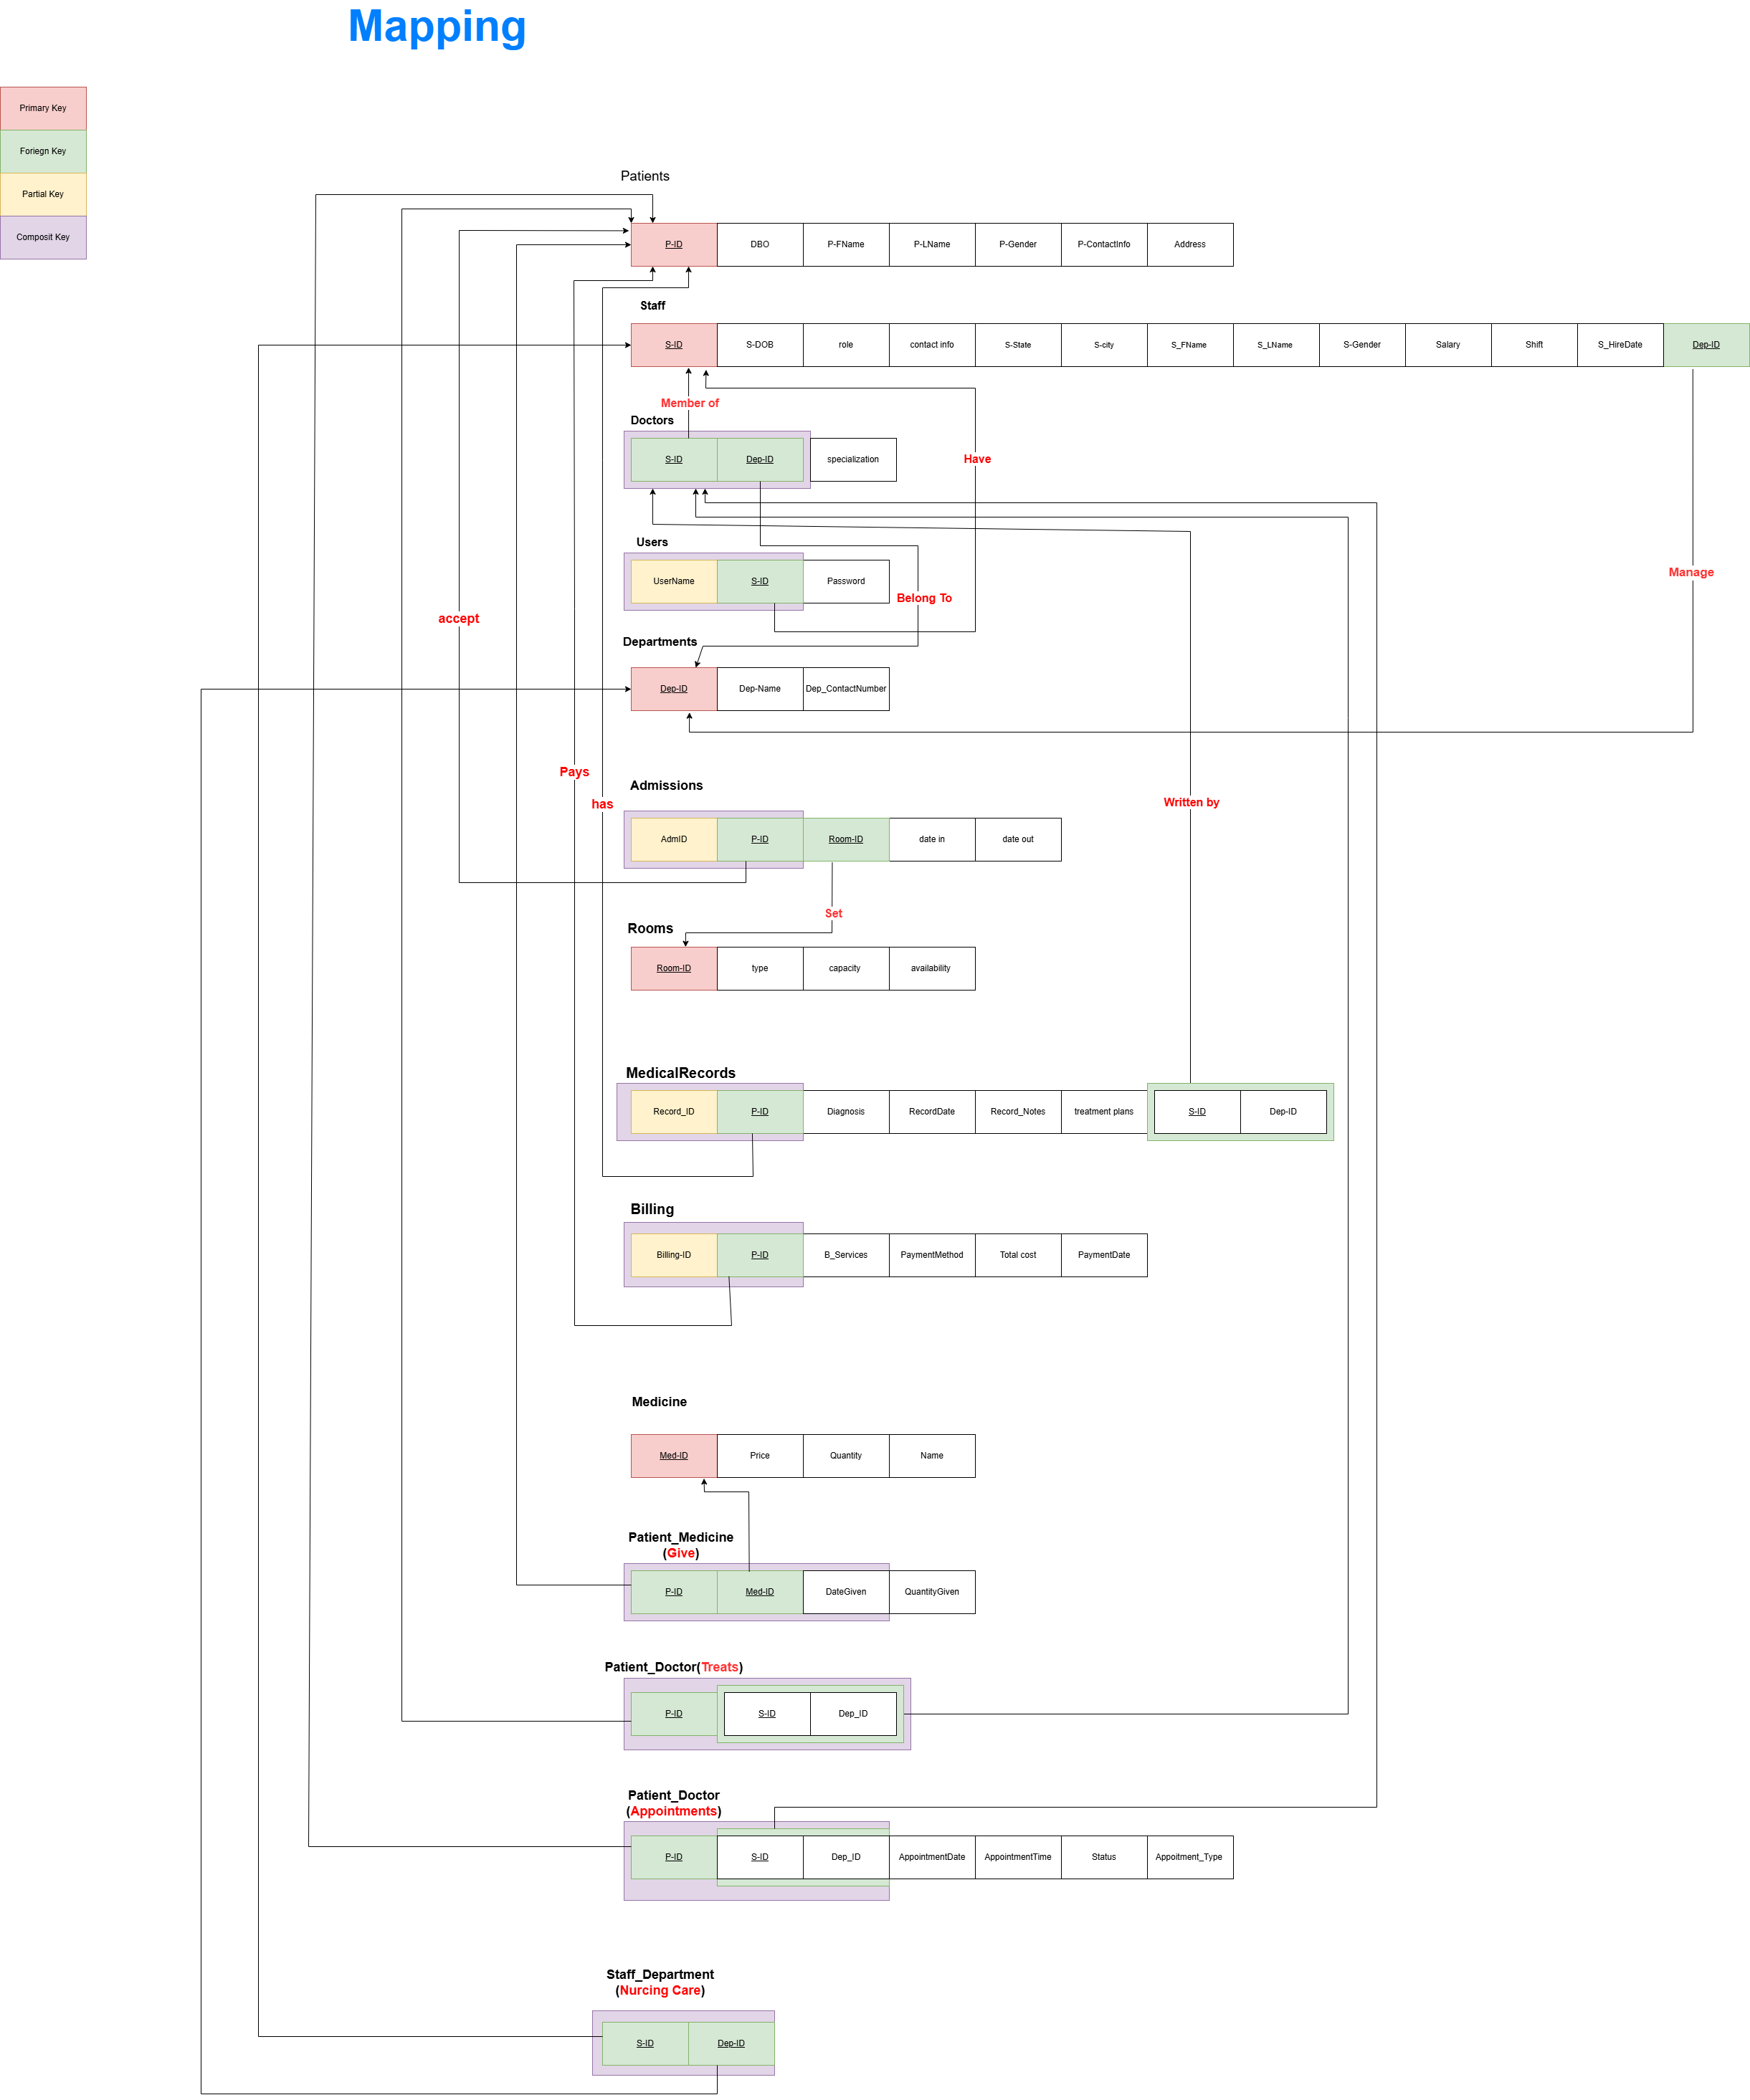 Mapping
Primary Key
Foriegn Key
Partial Key
Composit Key
Patients
P-ID DBO P-FName P-LName P-Gender P-ContactInfo Address
Staff
S-ID S-DOB role contact info S-State S-city S_FName S_LName S-Gender Salary Shift S_HireDate Dep-ID
Member of
Doctors
S-ID Dep-ID specialization
Have
Users
UserName S-ID Password
Manage
Belong To
accept
Departments
Dep-ID Dep-Name Dep_ContactNumber
Pays
Admissions
has
Written by
AdmID P-ID Room-ID date in date out
Set
Rooms
Room-ID type capacity availability
MedicalRecords
Record_ID P-ID Diagnosis RecordDate Record_Notes treatment plans S-ID Dep-ID
Billing
Billing-ID P-ID B_Services PaymentMethod Total cost PaymentDate
Medicine
Med-ID Price Quantity Name
Patient_Medicine
(Give)
P-ID Med-ID DateGiven QuantityGiven
Patient_Doctor(Treats)
P-ID S-ID Dep_ID
Patient_Doctor
(Appointments)
P-ID S-ID Dep_ID AppointmentDate AppointmentTime Status Appoitment_Type
Staff_Department
(Nurcing Care)
S-ID Dep-ID